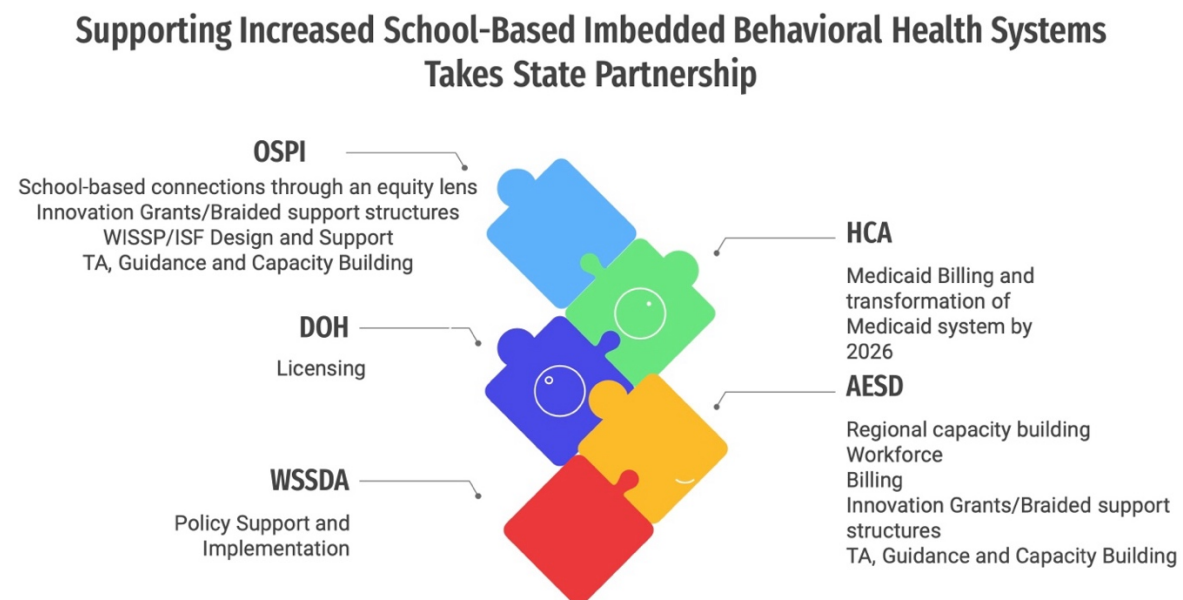 Supporting Increased School-Based Imbedded Behavioral Health Systems
Takes State Partnership
OSPI
School-based connections through an equity lens
Innovation Grants/Braided support structures
WISSP/ISF Design and Support
TA, Guidance and Capacity Building
HCA
Medicaid Billing and
transformation of
Medicaid system by
2026
DOH
Licensing
AESD
Regional capacity building
Workforce
Billing
Innovation Grants/Braided support
structures
TA, Guidance and Capacity Building
WSSDA
Policy Support and
Implementation